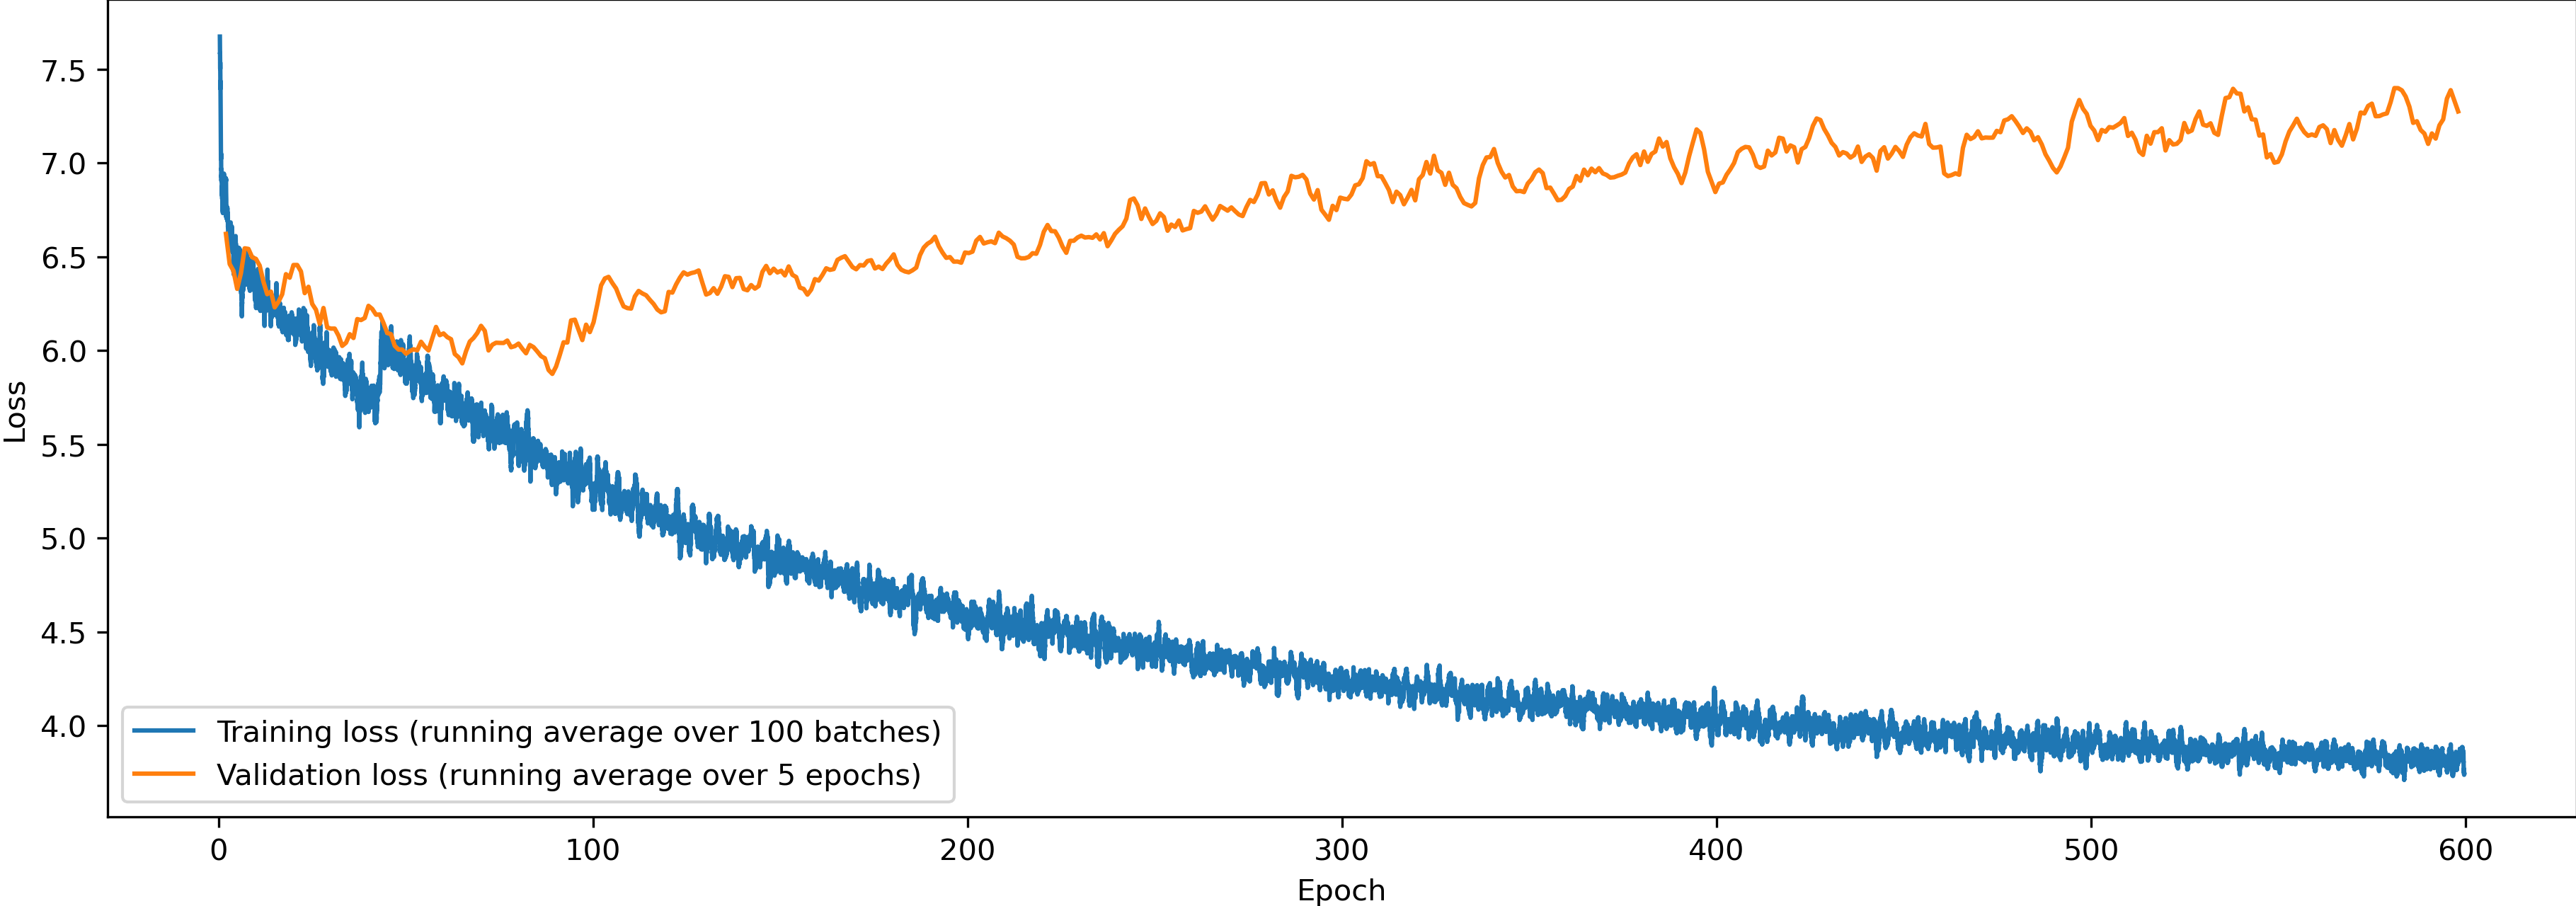 7.5
7.0
6.5
6.0
5.5
5.0
4.5
4.0
Loss
Training loss (running average over 100 batches)
Validation loss (running average over 5 epochs)
0 100 200 300 400 500 600
Epoch